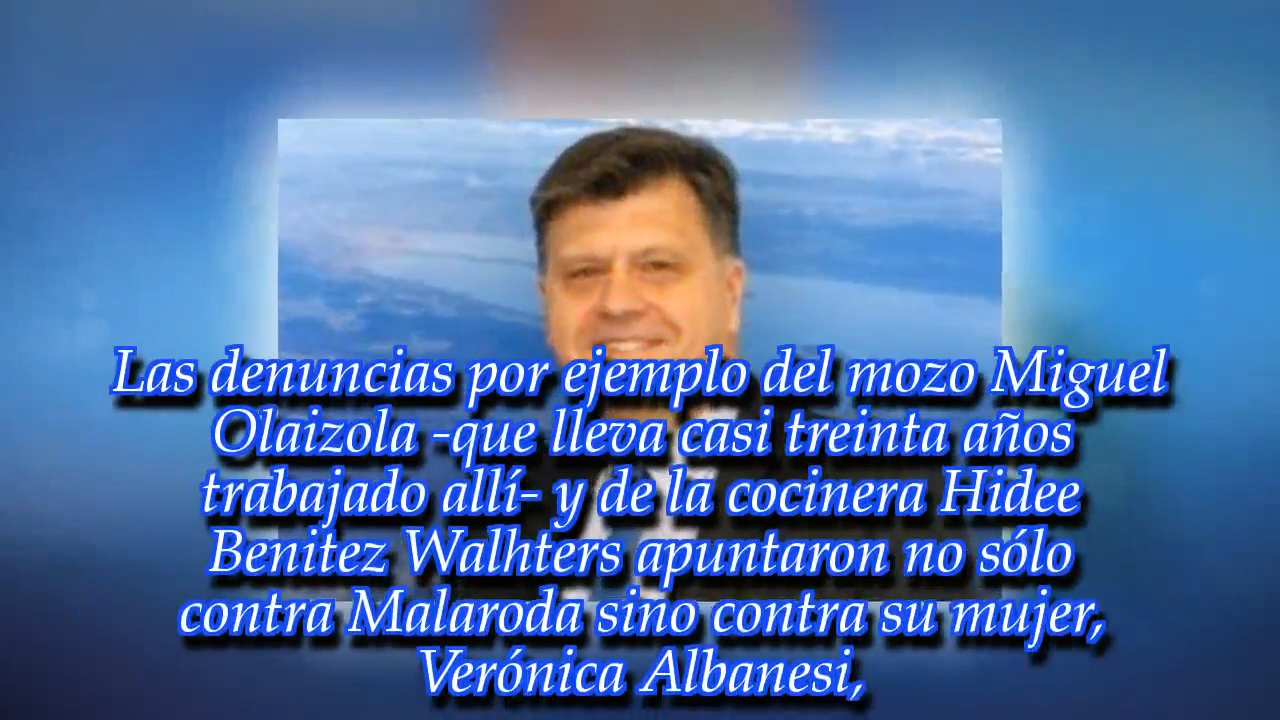 Las denuncias por ejemplo del mozo Miguel
Olaizola -que lleva casi treinta años
trabajado allí- y de la cocinera Hidee
Benitez Walhters apuntaron no sólo
contra Malaroda sino contra su mujer,
Verónica Albanesi,